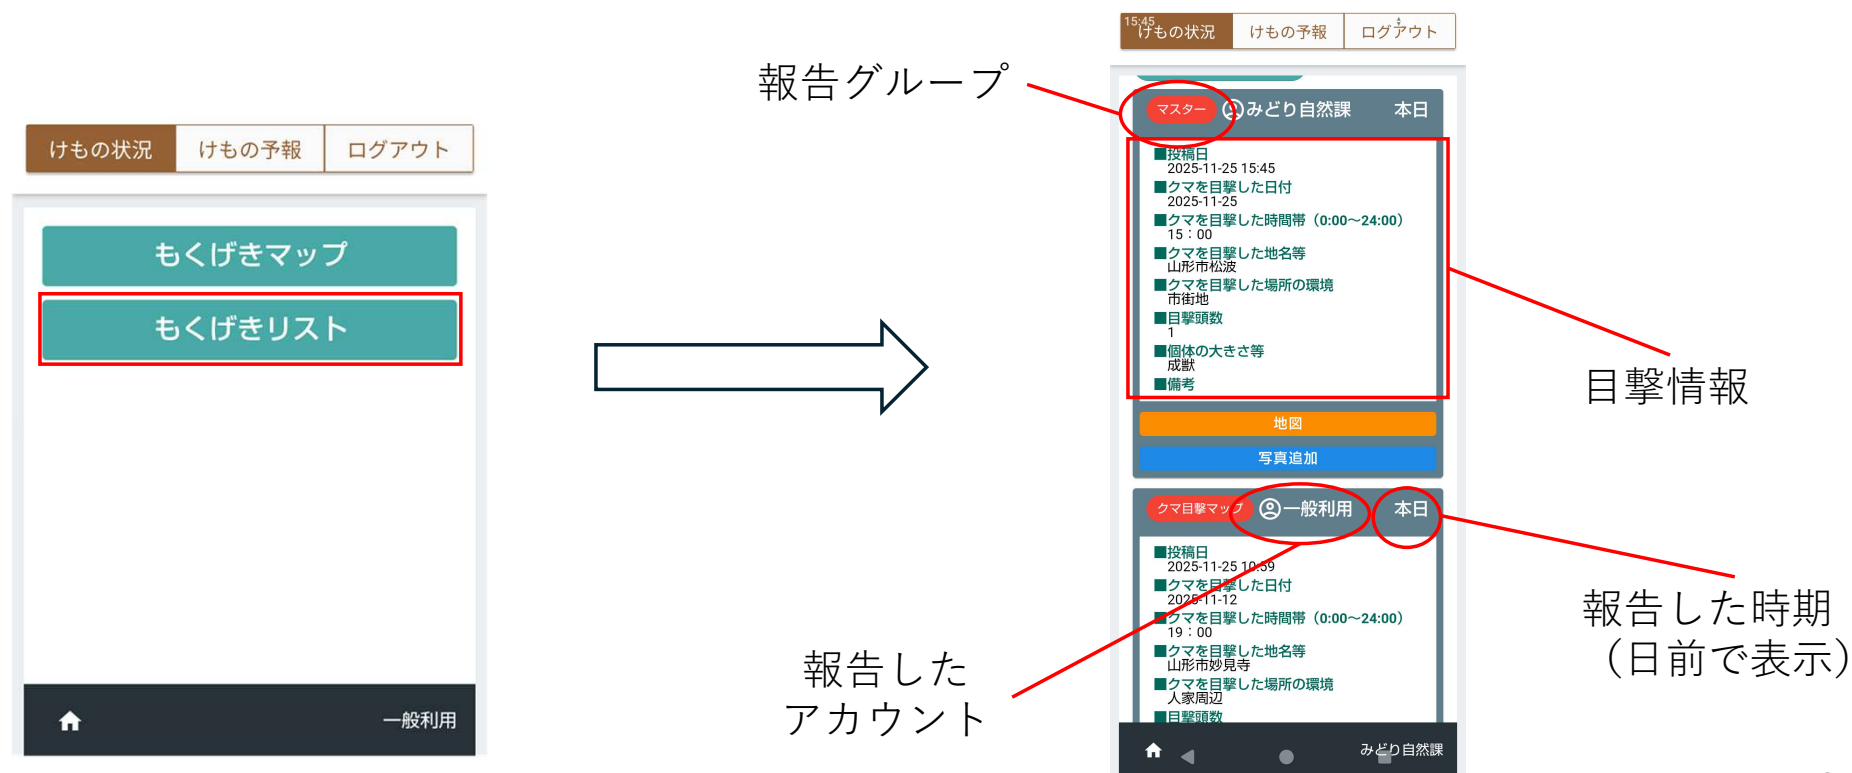 けもの状況
けもの予報
ログアウト
もくげきマップ
もくげきリスト
一般利用
報告グループ
15:45
けもの状況
けもの予報
ログアウト
マスター
みどり自然課
本日
■投稿日
2025-11-25 15:45
■クマを目撃した日付
2025-11-25
■クマを目撃した時間帯（0:00～24:00）
15：00
■クマを目撃した地名等
山形市松波
■クマを目撃した場所の環境
市街地
■目撃頭数
1
■個体の大きさ等
成獣
■備考
地図
写真追加
目撃情報
クマ目撃マップ
一般利用
本日
■投稿日
2025-11-25 10:59
■クマを目撃した日付
2025-11-12
■クマを目撃した時間帯（0:00～24:00）
19：00
■クマを目撃した地名等
山形市妙見寺
■クマを目撃した場所の環境
人家周辺
■目撃頭数
みどり自然課
報告した
アカウント
報告した時期
（日前で表示）